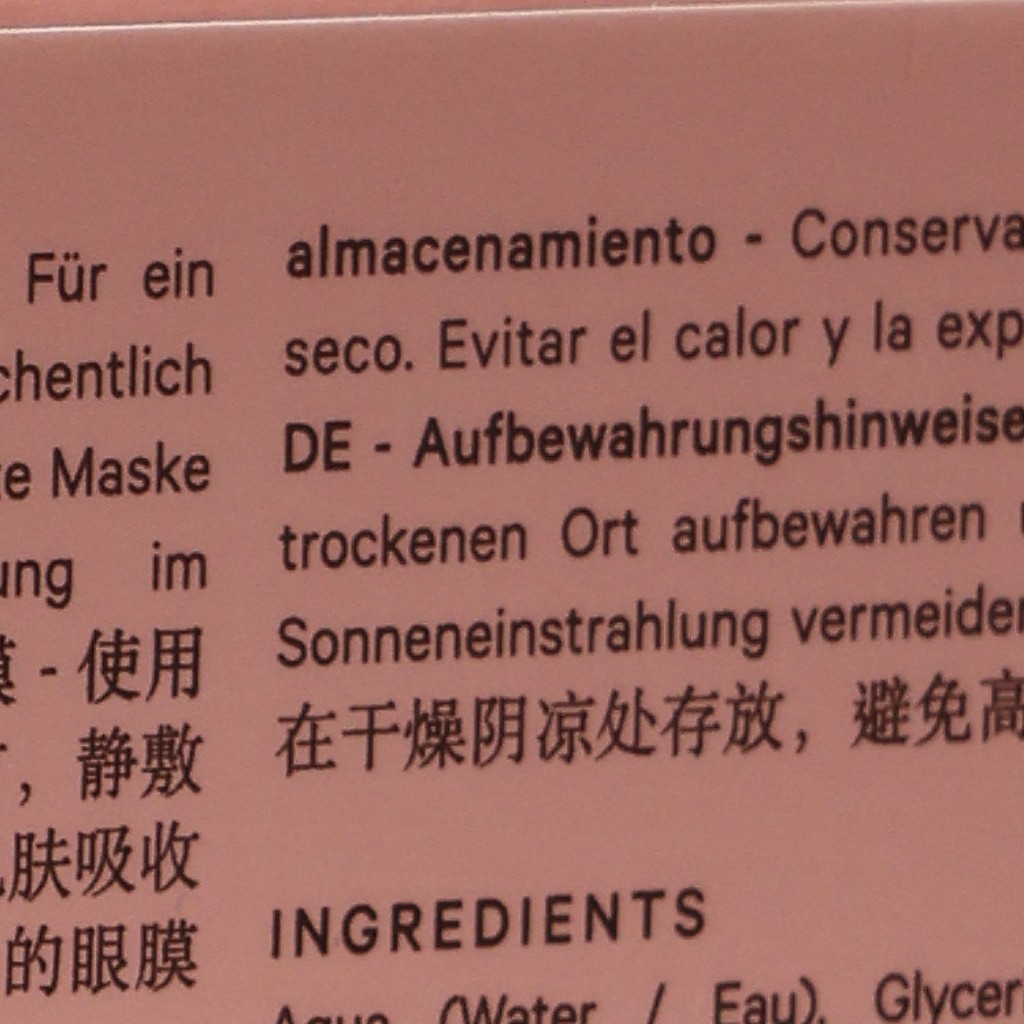 Für ein
chentlich
Maske
ung im
膜 - 使用
，静敷
肤吸收
的眼膜
almacenamiento - Conserva
seco. Evitar el calor y la exp
DE - Aufbewahrungshinweise
trockenen Ort aufbewahren
Sonneneinstrahlung vermeiden
在干燥阴凉处存放，避免高
INGREDIENTS
Aqua (Water / Eau), Glycer